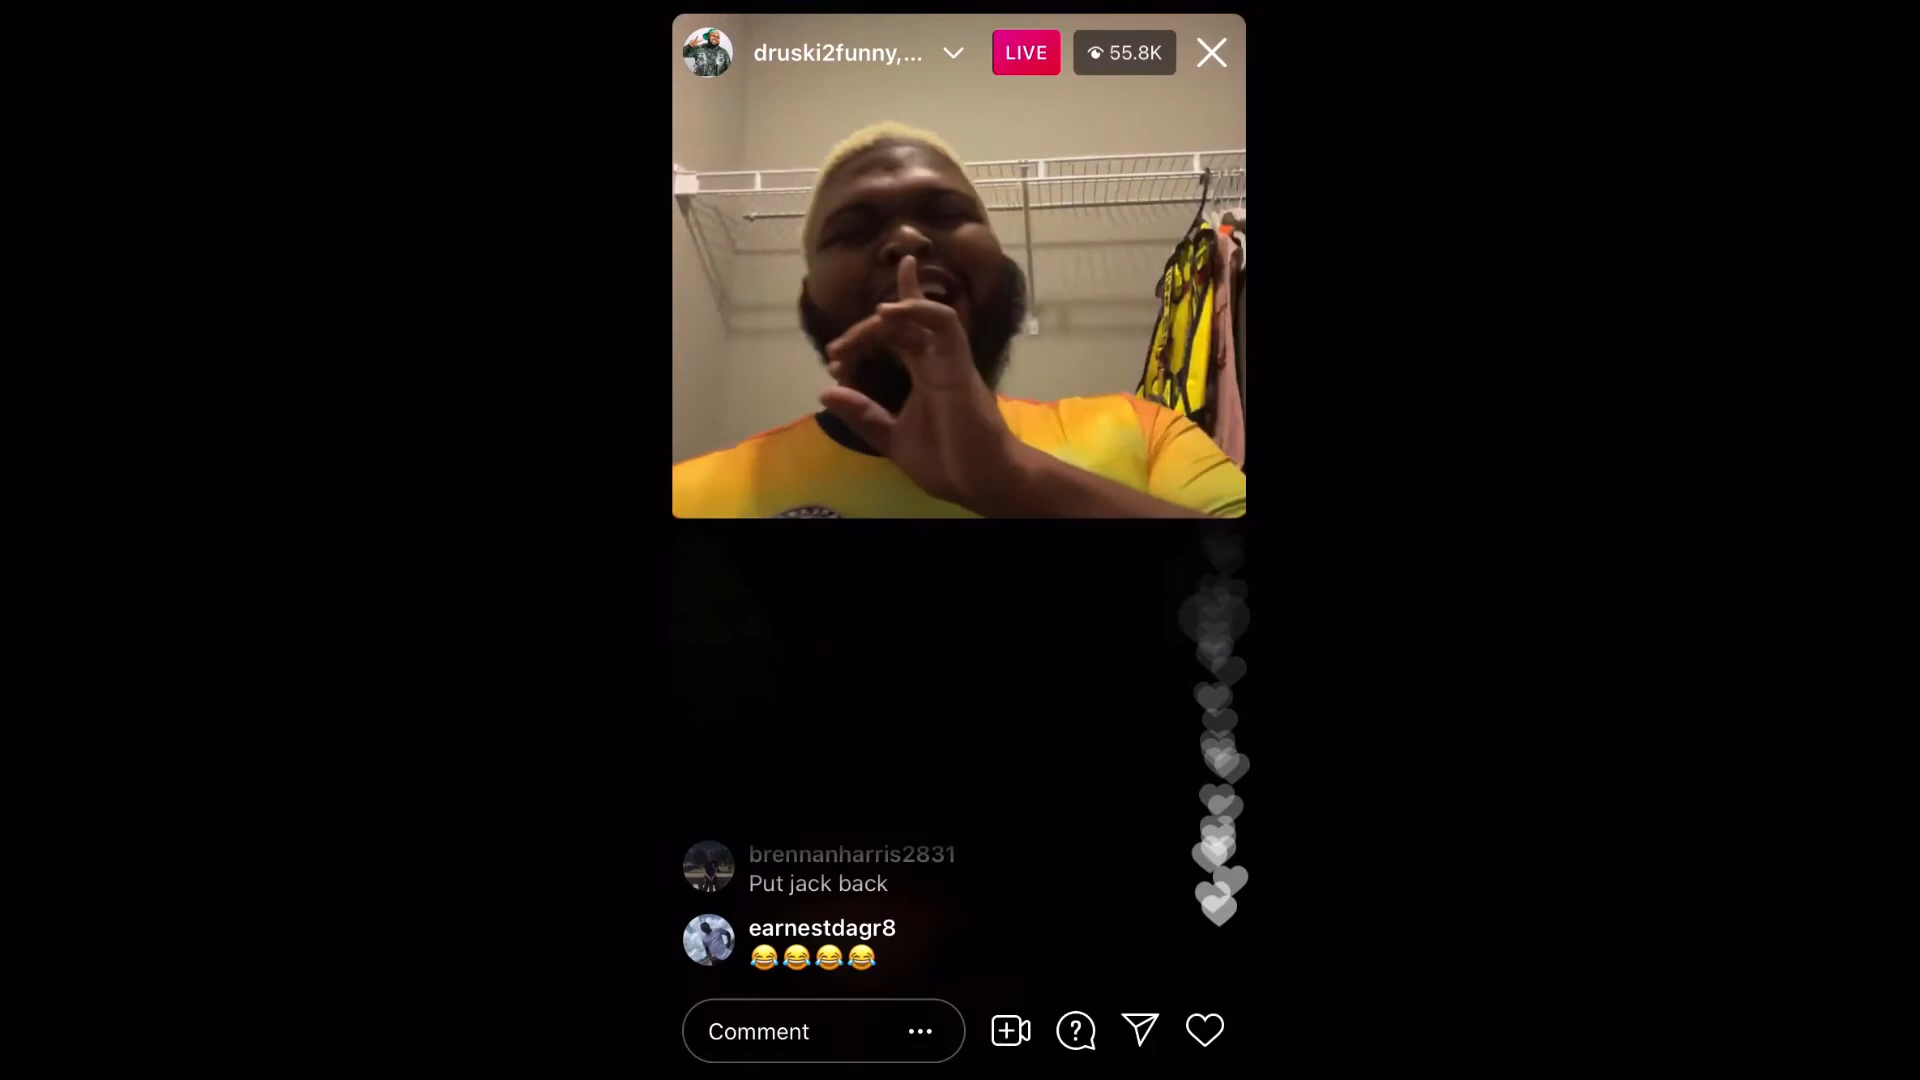 druski2funny,...
LIVE
55.8K
brennanharris2831
Put jack back
earnestdagr8
😂😂😂😂
Comment